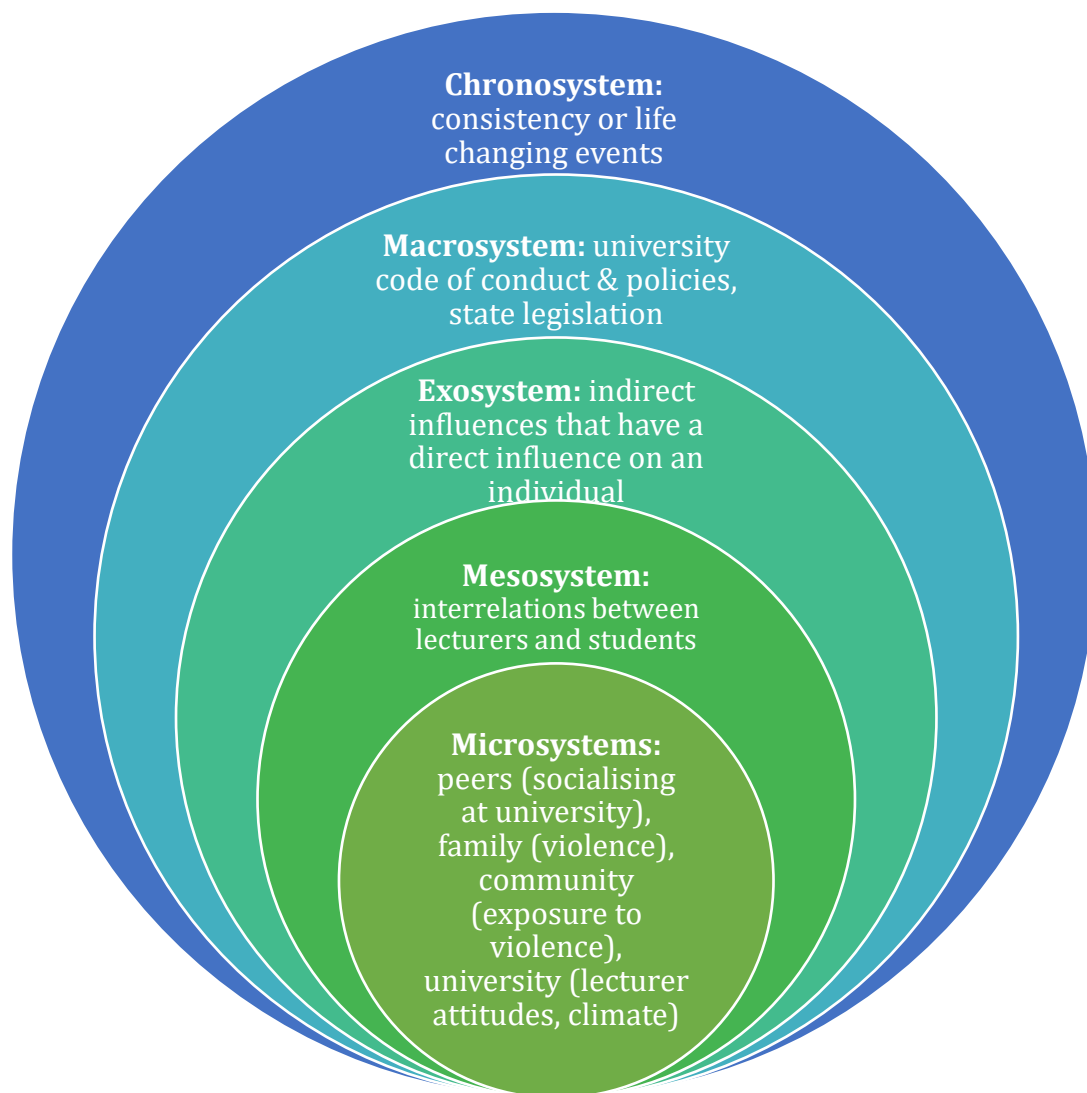 Chronosystem:
consistency or life
changing events
Macrosystem: university
code of conduct & policies,
state legislation
Exosystem: indirect
influences that have a
direct influence on an
individual
Mesosystem:
interrelations between
lecturers and students
Microsystems:
peers (socialising
at university),
family (violence),
community
(exposure to
violence),
university (lecturer
attitudes, climate)